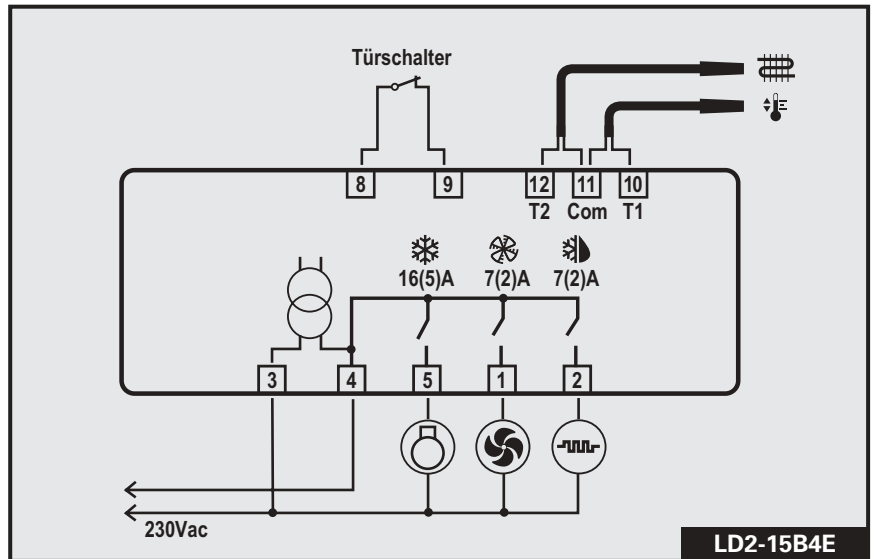 Türschalter
8 9 12 11 10
T2 Com T1
16(5)A 7(2)A 7(2)A
3 4 5 1 2
230Vac
LD2-15B4E